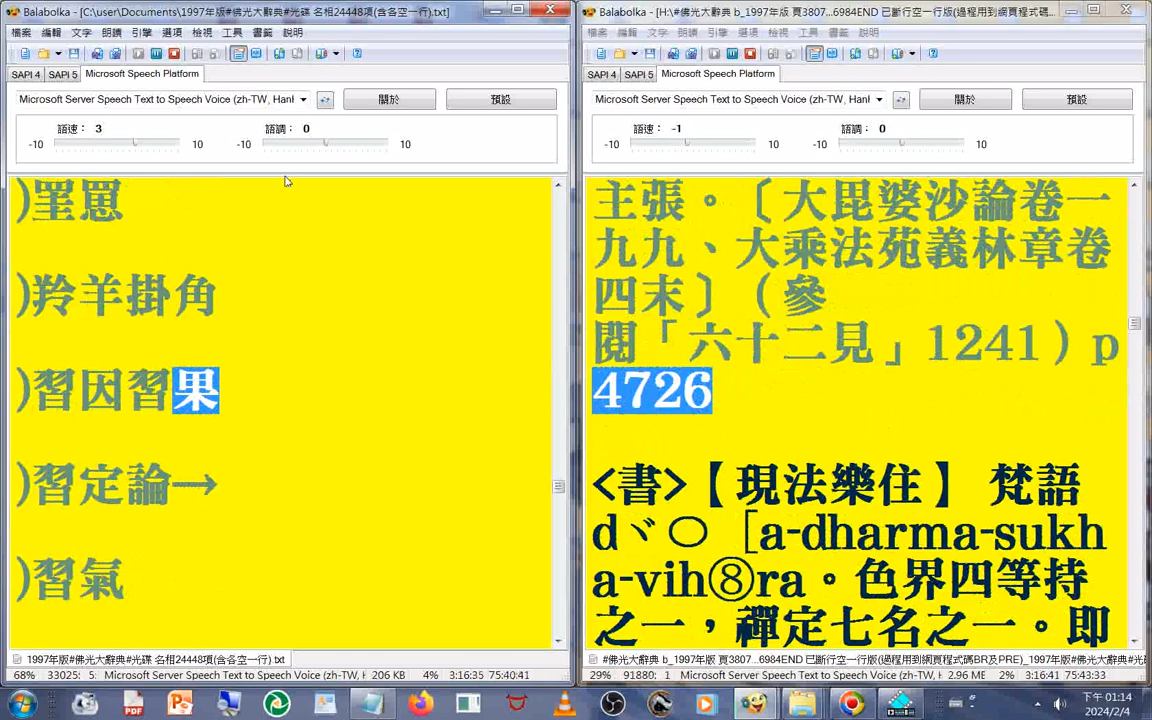 Balabolka - [C:\user\Documents\1997年版#佛光大辭典#光碟 名相24448項(含各空一行).txt]
檔案 編輯 文字 朗讀 引擎 選項 檢視 工具 書籤 說明
SAPI 4 SAPI 5 Microsoft Speech Platform
Microsoft Server Speech Text to Speech Voice (zh-TW, Hanl 關於 預設
語速： 3 語調： 0
-10 10 -10 10
)罣罳
)羚羊掛角
)習因習果
)習定論→
)習氣
1997年版#佛光大辭典#光碟 名相24448項(含各空一行).txt
68% 33025: 5: Microsoft Server Speech Text to Speech Voice (zh-TW, H 206 KB 4% 3:16:35 75:40:41
Balabolka - [H:\#佛光大辭典 b_1997年版 頁3807...6984END 已斷行空一行版(過程用到網頁程式碼
檔案 編輯 文字 朗讀 引擎 選項 檢視 工具 書籤 說明
SAPI 4 SAPI 5 Microsoft Speech Platform
Microsoft Server Speech Text to Speech Voice (zh-TW, Hanl 關於 預設
語速： -1 語調： 0
-10 10 -10 10
主張。〔大毘婆沙論卷一
九九、大乘法苑義林章卷
四末〕（參
閱「六十二見」1241）p
4726
<書>【現法樂住】 梵語
dヾ〇［a-dharma-sukh
a-vih⑧ra。色界四等持
之一，禪定七名之一。即
#佛光大辭典 b_1997年版 頁3807...6984END 已斷行空一行版(過程用到網頁程式碼BR及PRE)_1997年版#光
29% 91880: 1 Microsoft Server Speech Text to Speech Voice (zh-TW, H 2.96 ME 2% 3:16:41 75:43:33
下午 01:14
2024/2/4